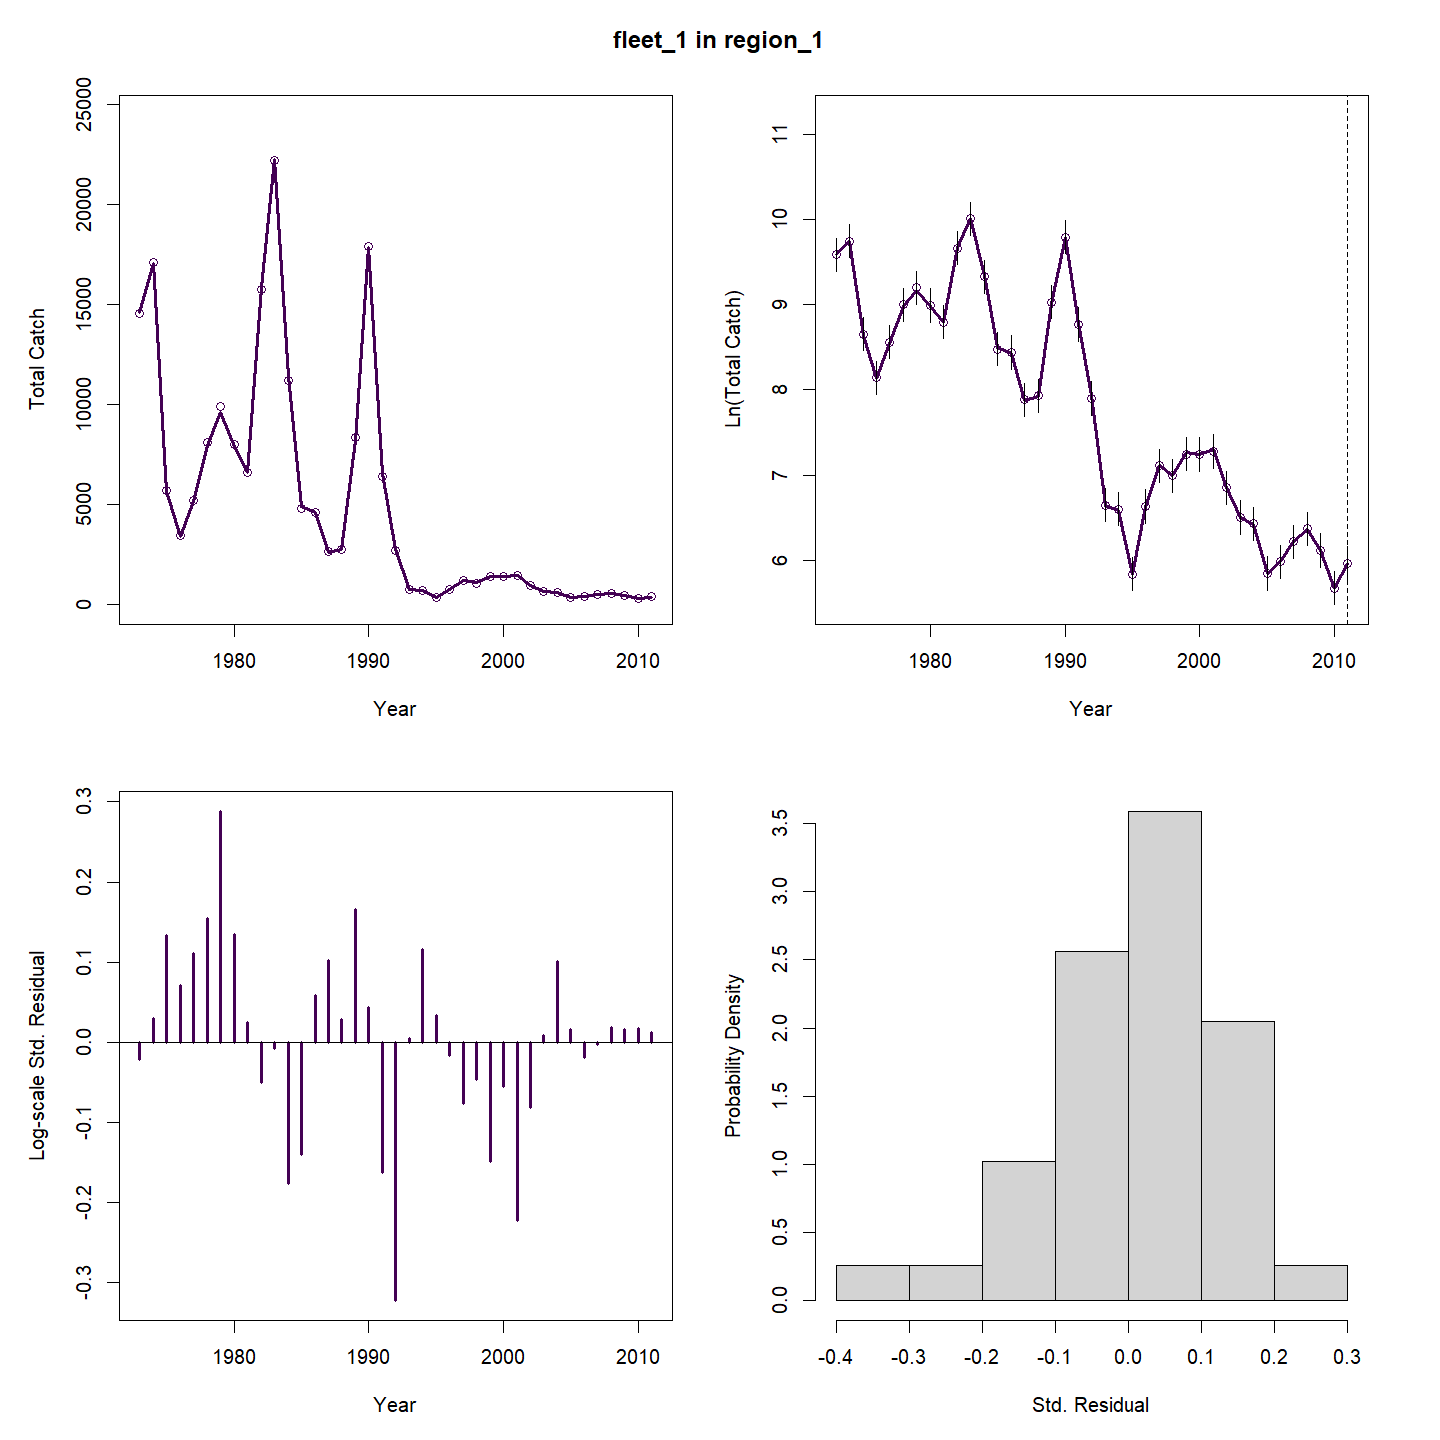 fleet_1 in region_1
Total Catch
25000
20000
15000
10000
5000
0
1980 1990 2000 2010
Year
Ln(Total Catch)
11
10
9
8
7
6
1980 1990 2000 2010
Year
Log-scale Std. Residual
0.3
0.2
0.1
0.0
-0.1
-0.2
-0.3
1980 1990 2000 2010
Year
Probability Density
3.5
3.0
2.5
2.0
1.5
1.0
0.5
0.0
-0.4 -0.3 -0.2 -0.1 0.0 0.1 0.2 0.3
Std. Residual